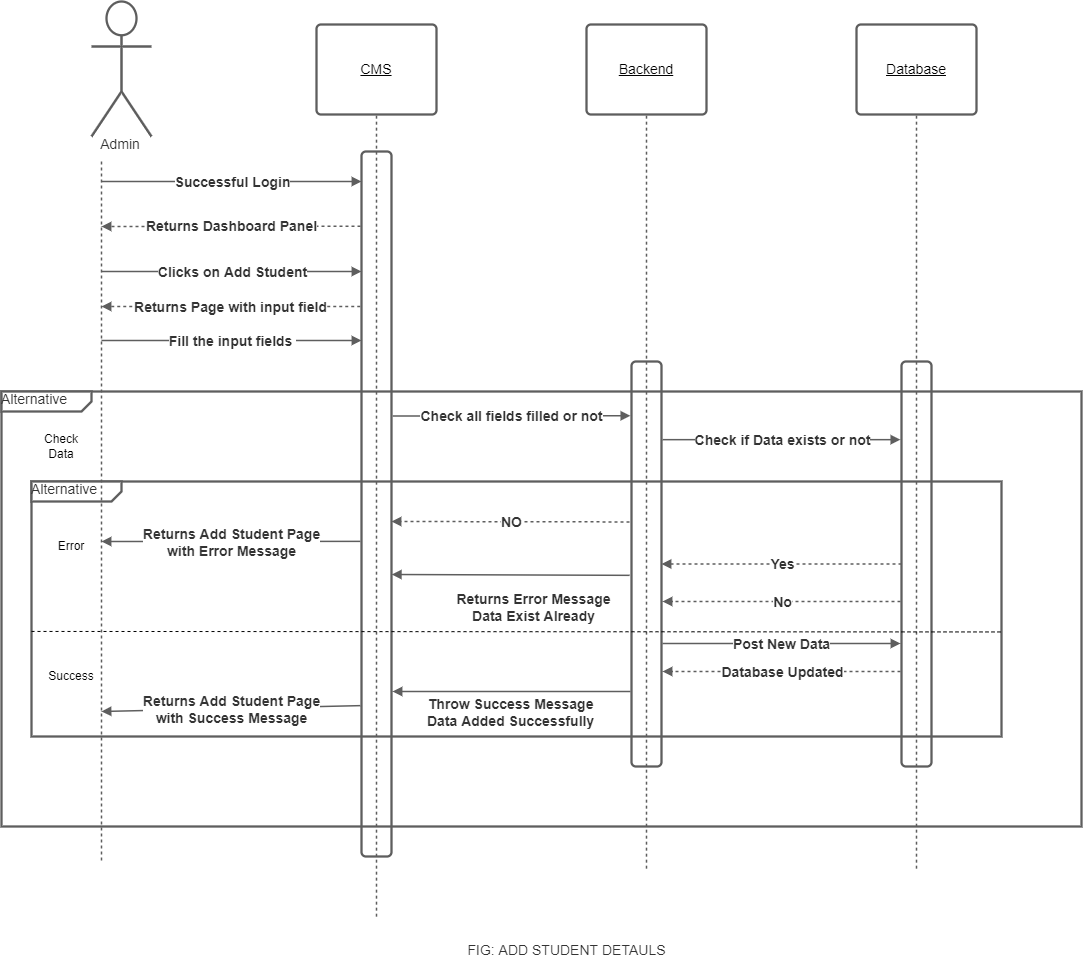 CMS
Backend
Database
Admin
Successful Login
Returns Dashboard Panel
Clicks on Add Student
Returns Page with input field
Fill the input fields
Alternative
Check all fields filled or not
Check
Data
Check if Data exists or not
Alternative
NO
Returns Add Student Page
with Error Message
Error
Yes
Returns Error Message
Data Exist Already
No
Post New Data
Success
Database Updated
Returns Add Student Page
with Success Message
Throw Success Message
Data Added Successfully
FIG: ADD STUDENT DETAULS